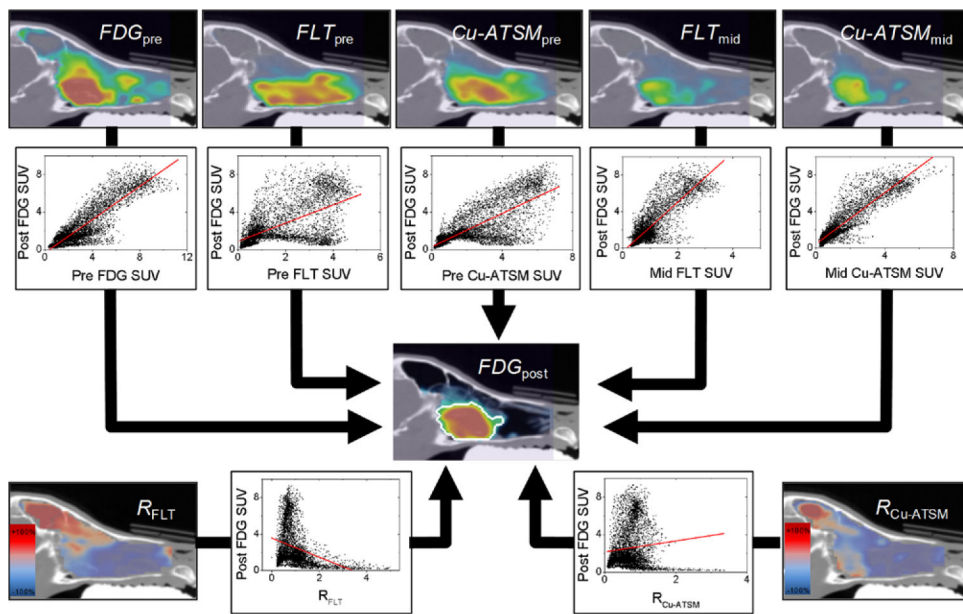 FDGpre
FLTpre
Cu-ATSMpre
FLTmid
Cu-ATSMmid
Post FDG SUV
8
4
0
0
4
8
12
Pre FDG SUV
Post FDG SUV
8
4
0
0
2
4
6
Pre FLT SUV
Post FDG SUV
8
4
0
0
4
8
Pre Cu-ATSM SUV
Post FDG SUV
8
4
0
0
2
4
Mid FLT SUV
Post FDG SUV
8
4
0
0
4
8
Mid Cu-ATSM SUV
FDGpost
RFLT
+100%
-100%
Post FDG SUV
8
4
0
0
2
4
RFLT
Post FDG SUV
8
4
0
0
2
4
RCu-ATSM
RCu-ATSM
+100%
-100%